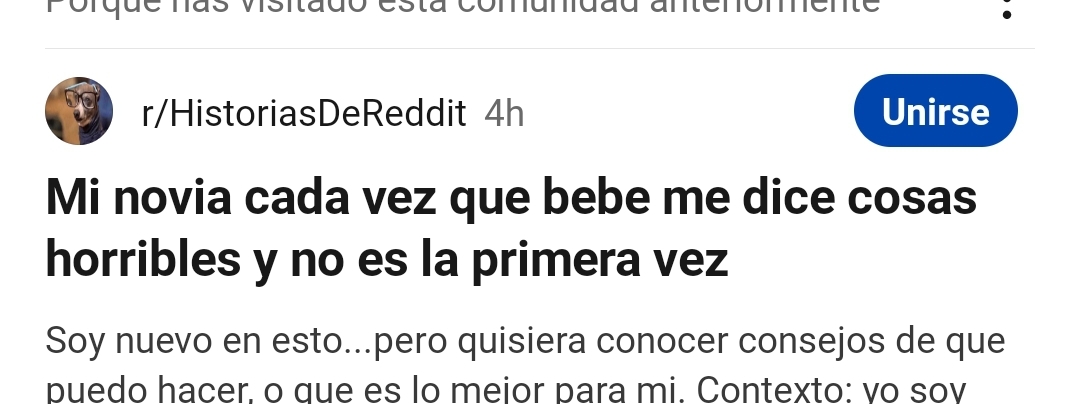 Porque has visitado esta comunidad anteriormente
r/HistoriasDeReddit 4h
Unirse
Mi novia cada vez que bebe me dice cosas
horribles y no es la primera vez
Soy nuevo en esto...pero quisiera conocer consejos de que
puedo hacer, o que es lo mejor para mi. Contexto: yo soy